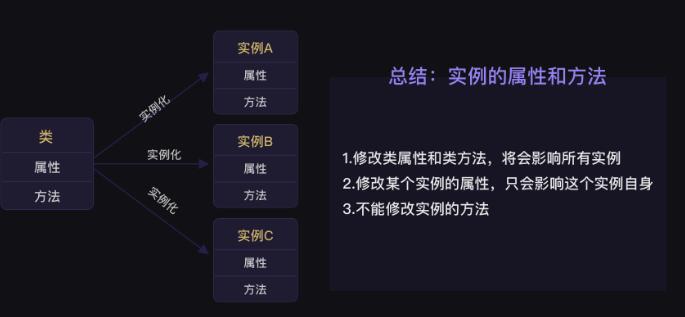 类
属性
方法
实例化
实例化
实例化
实例A
属性
方法
实例B
属性
方法
实例C
属性
方法
总结：实例的属性和方法
1.修改类属性和类方法，将会影响所有实例
2.修改某个实例的属性，只会影响这个实例自身
3.不能修改实例的方法